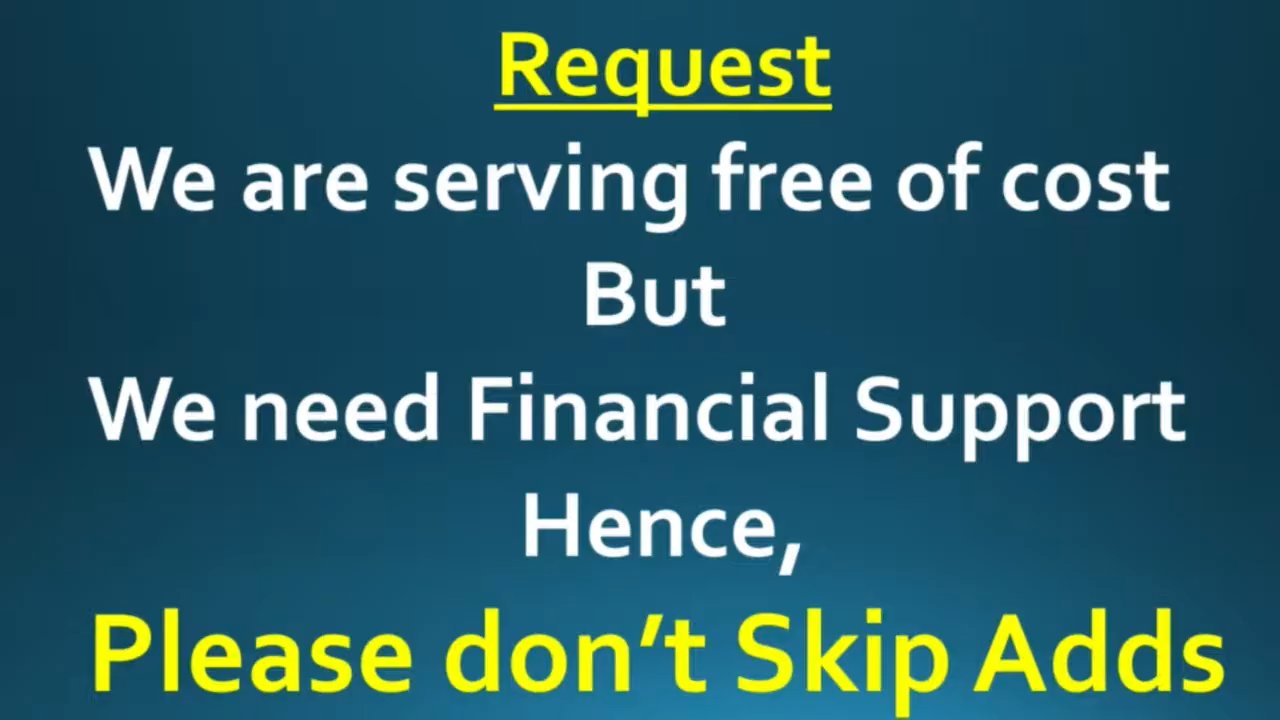 Request
We are serving free of cost
But
We need Financial Support
Hence,
Please don’t Skip Adds